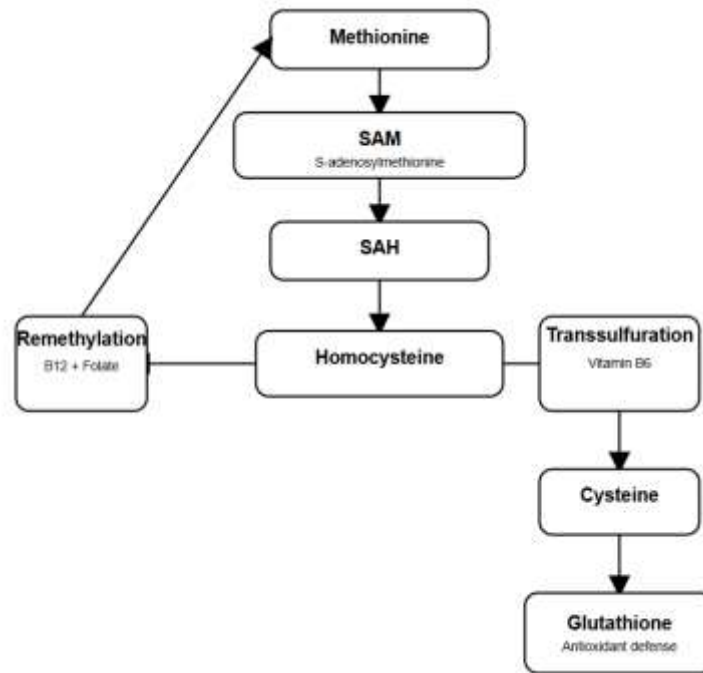 Methionine
SAM
S-adenosylmethionine
SAH
Remethylation
B12 + Folate
Homocysteine
Transsulfuration
Vitamin B6
Cysteine
Glutathione
Antioxidant defense